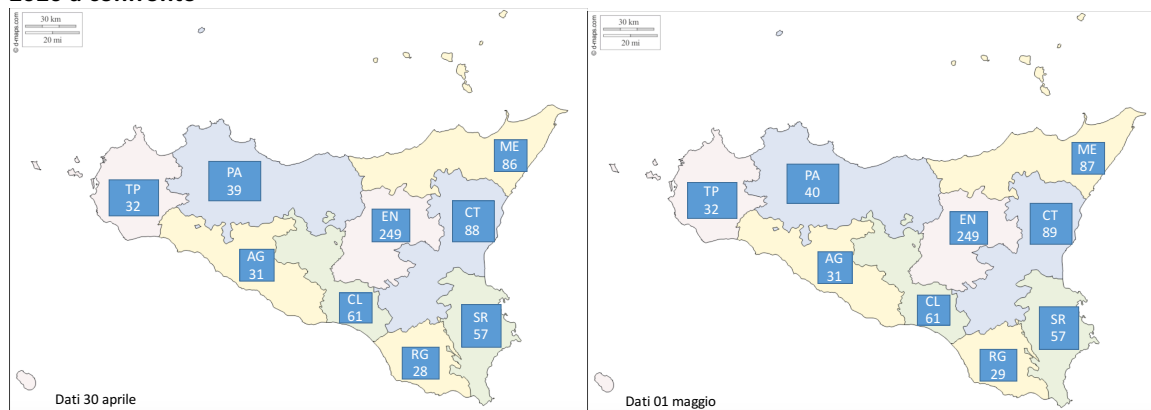 2020 a confronto
30 km
20 mi
© d-maps.com
ME
86
PA
39
TP
32
EN
249
CT
88
AG
31
CL
61
SR
57
RG
28
Dati 30 aprile
30 km
20 mi
© d-maps.com
ME
87
PA
40
TP
32
EN
249
CT
89
AG
31
CL
61
SR
57
RG
29
Dati 01 maggio